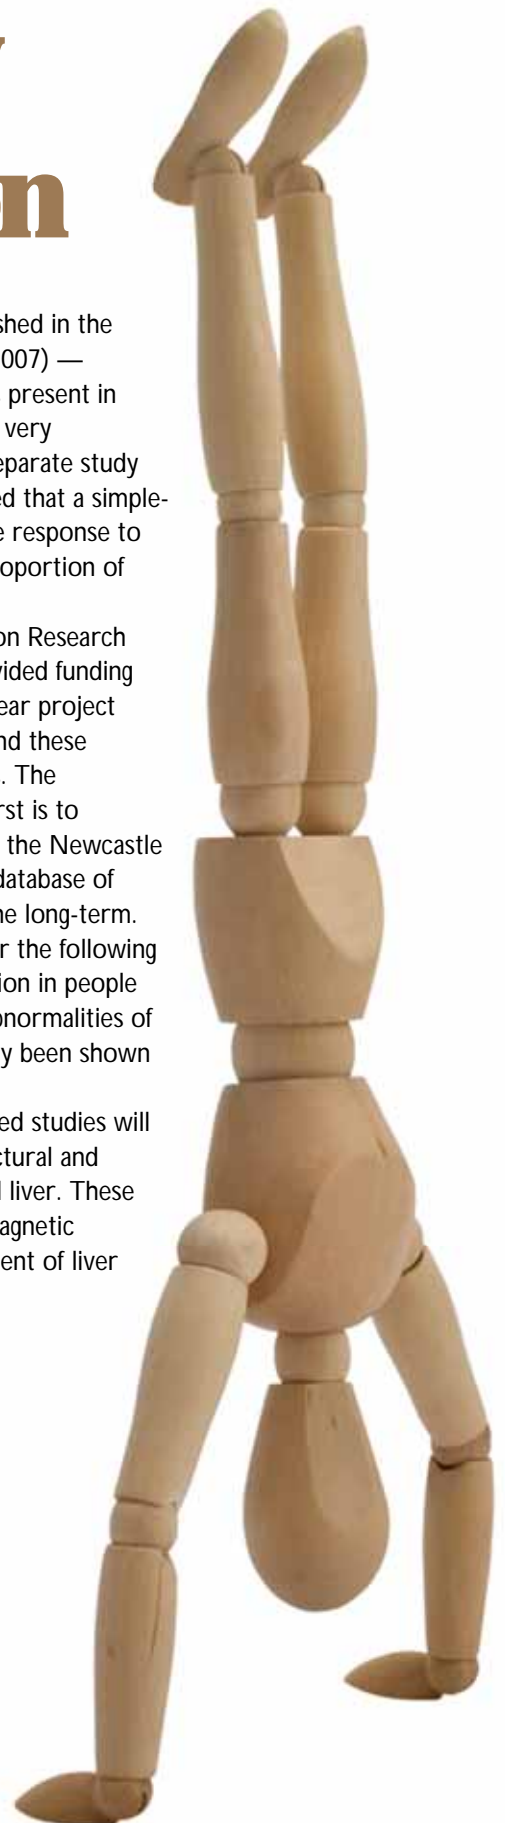 y
on
shed in the
007) —
present in
very
eparate study
ed that a simple-
e response to
oportion of
on Research
vided funding
ear project
nd these
. The
rst is to
the Newcastle
database of
ne long-term.
r the following
ion in people
bnormalities of
y been shown
ed studies will
ctural and
l liver. These
agnetic
ent of liver